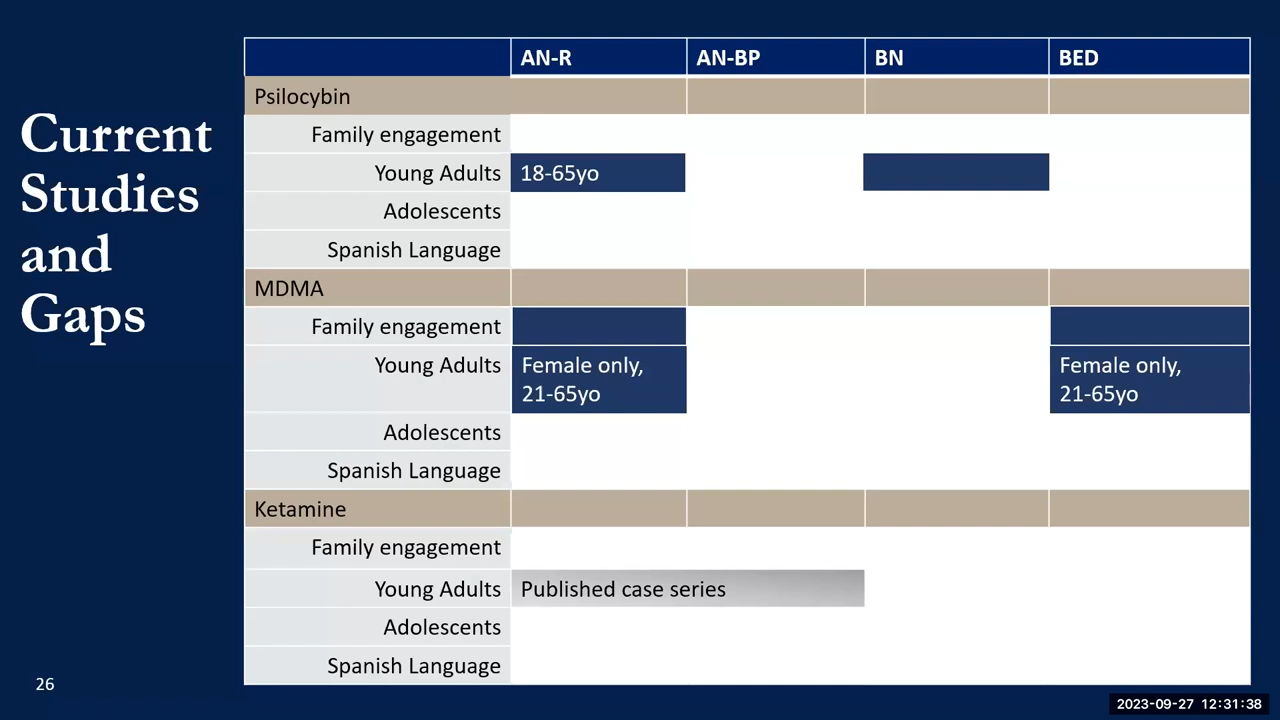 Current
Studies
and
Gaps
AN-R AN-BP BN BED
Psilocybin
Family engagement
Young Adults 18-65yo
Adolescents
Spanish Language
MDMA
Family engagement
Young Adults Female only, Female only,
21-65yo 21-65yo
Adolescents
Spanish Language
Ketamine
Family engagement
Young Adults Published case series
Adolescents
Spanish Language
26
2023-09-27 12:31:38